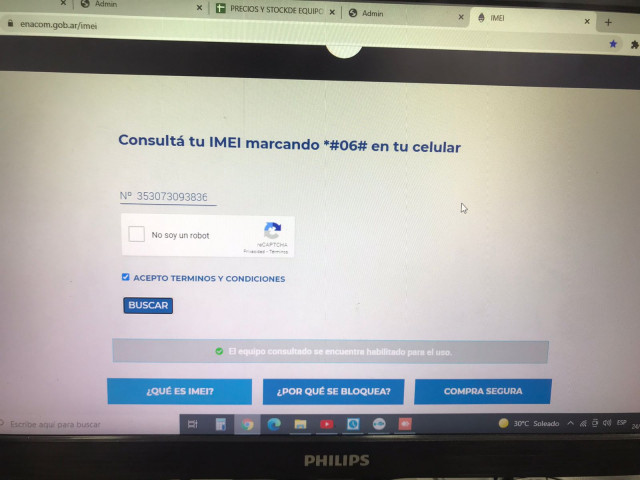 Admin
PRECIOS Y STOCKDE EQUIPO
Admin
IMEI
enacom.gob.ar/imei
Consultá tu IMEI marcando *#06# en tu celular
Nº 353073093836
No soy un robot
reCAPTCHA
Privacidad - Términos
ACEPTO TERMINOS Y CONDICIONES
BUSCAR
El equipo consultado se encuentra habilitado para el uso.
¿QUÉ ES IMEI?
¿POR QUÉ SE BLOQUEA?
COMPRA SEGURA
Escribe aquí para buscar
30°C Soleado
ESP
24/
PHILIPS